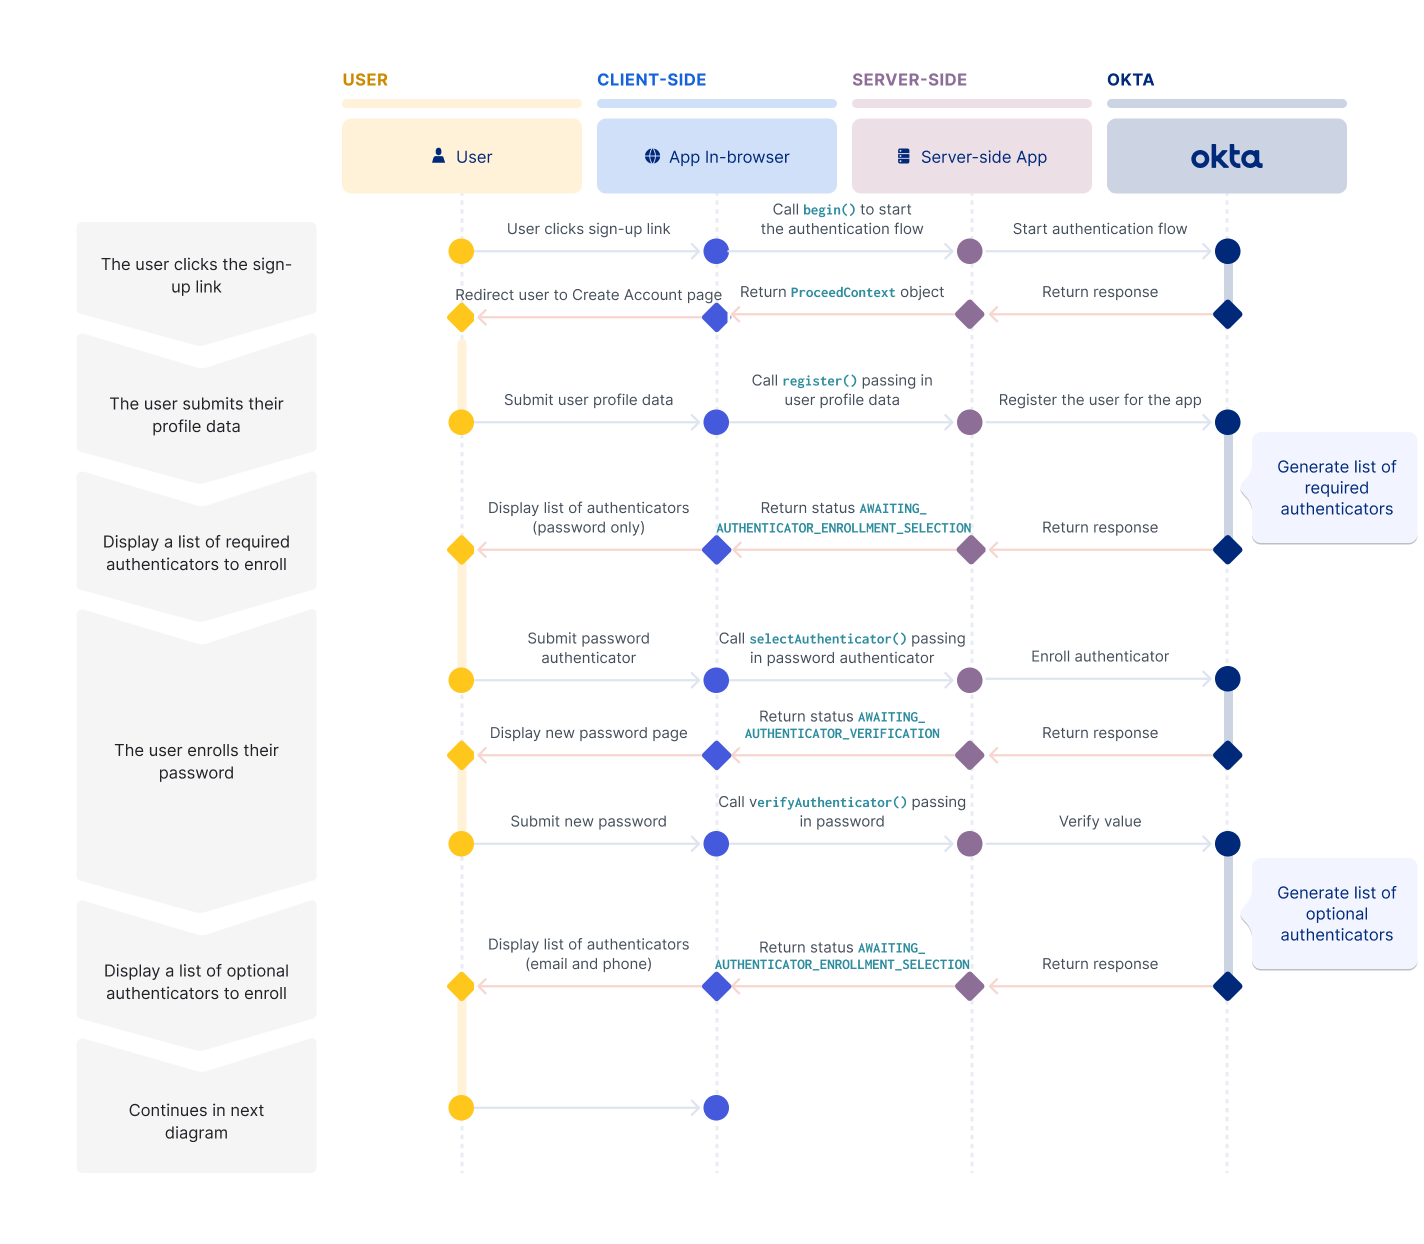 USER
CLIENT-SIDE
SERVER-SIDE
OKTA
User
App In-browser
Server-side App
okta
The user clicks the sign-
up link
User clicks sign-up link
Call begin() to start
the authentication flow
Start authentication flow
Redirect user to Create Account page
Return ProceedContext object
Return response
The user submits their
profile data
Submit user profile data
Call register() passing in
user profile data
Register the user for the app
Generate list of
required
authenticators
Display a list of required
authenticators to enroll
Display list of authenticators
(password only)
Return status AWAITING_
AUTHENTICATOR_ENROLLMENT_SELECTION
Return response
The user enrolls their
password
Submit password
authenticator
Call selectAuthenticator() passing
in password authenticator
Enroll authenticator
Display new password page
Return status AWAITING_
AUTHENTICATOR_VERIFICATION
Return response
Submit new password
Call verifyAuthenticator() passing
in password
Verify value
Generate list of
optional
authenticators
Display a list of optional
authenticators to enroll
Display list of authenticators
(email and phone)
Return status AWAITING_
AUTHENTICATOR_ENROLLMENT_SELECTION
Return response
Continues in next
diagram